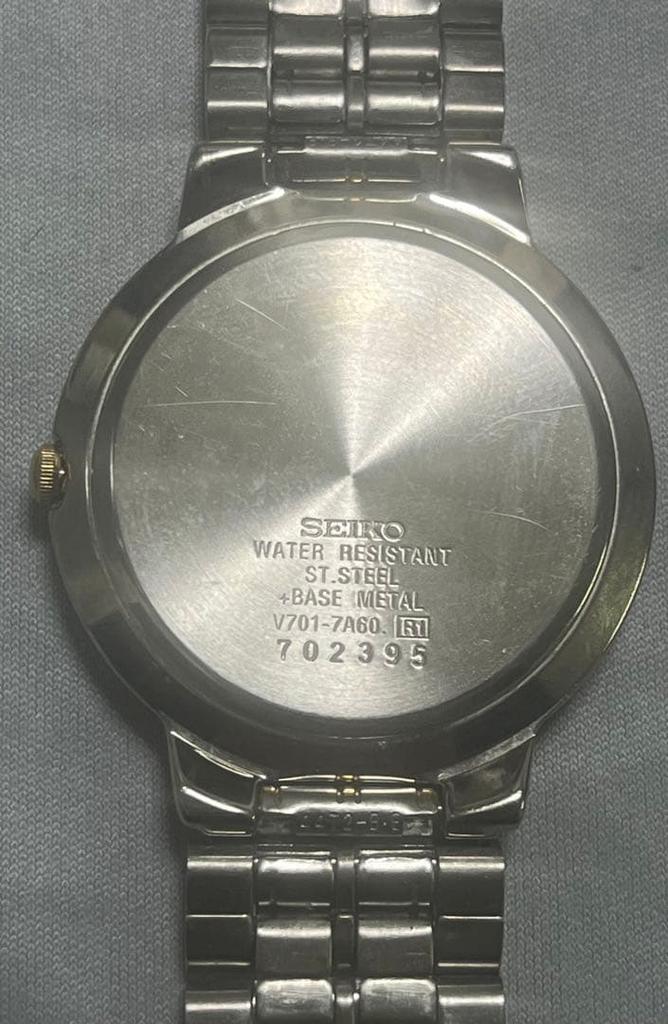 SEIKO
WATER RESISTANT
ST.STEEL
+BASE METAL
V701-7A60. R1
702395